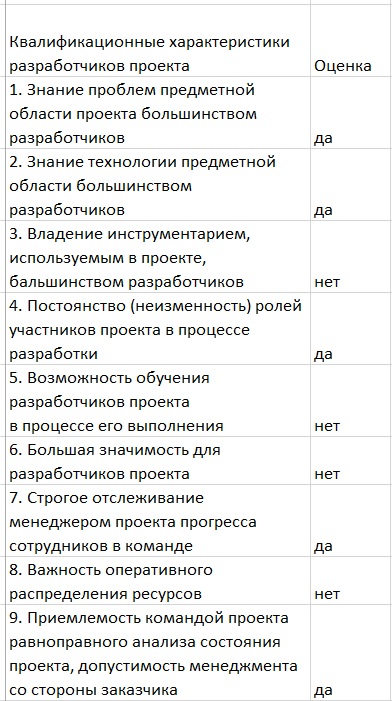 Квалификационные характеристики
разработчиков проекта
Оценка
1. Знание проблем предметной
области проекта большинством
разработчиков
да
2. Знание технологии предметной
области большинством
разработчиков
да
3. Владение инструментарием,
используемым в проекте,
бальшинством разработчиков
нет
4. Постоянство (неизменность) ролей
участников проекта в процессе
разработки
да
5. Возможность обучения
разработчиков проекта
в процессе его выполнения
нет
6. Большая значимость для
разработчиков проекта
нет
7. Строгое отслеживание
менеджером проекта прогресса
сотрудников в команде
да
8. Важность оперативного
распределения ресурсов
нет
9. Приемлемость командой проекта
равноправного анализа состояния
проекта, допустимость менеджмента
со стороны заказчика
да